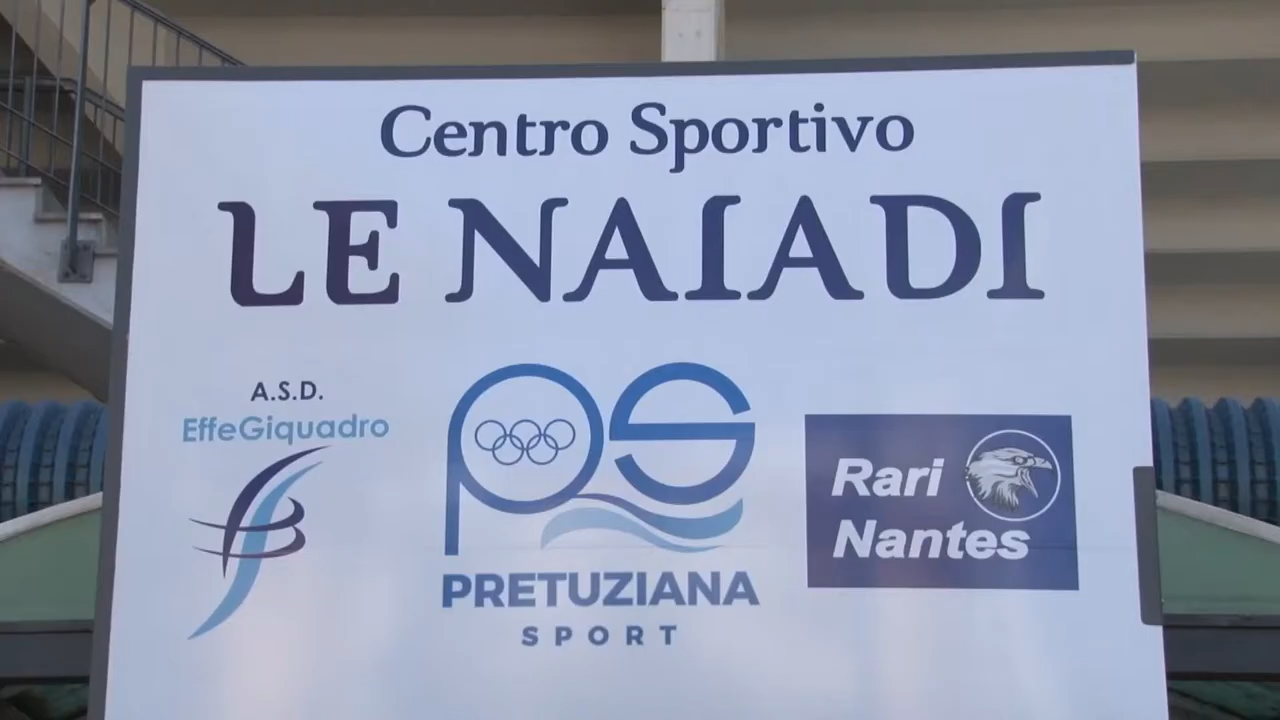 Centro Sportivo
LE NAIADI
A.S.D.
EffeGiquadro
PS
PRETUZIANA
SPORT
Rari
Nantes